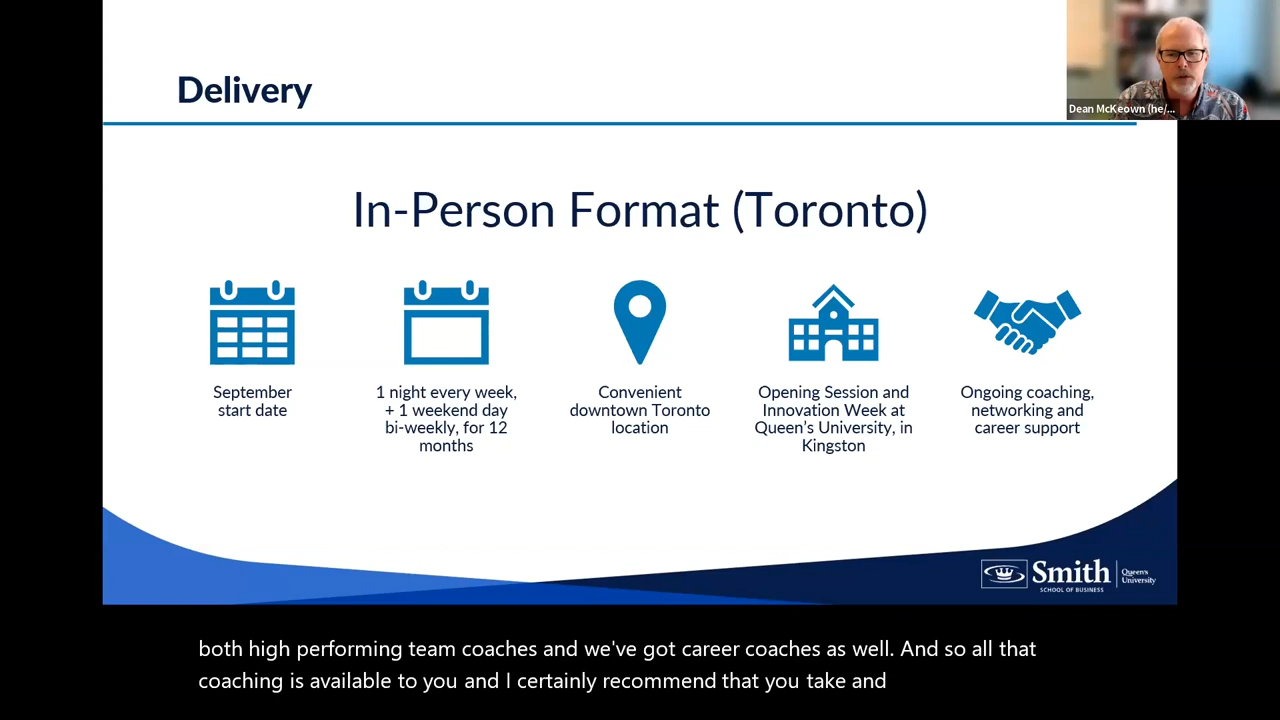 Delivery
Dean McKeown (he/...
In-Person Format (Toronto)
September
start date
1 night every week,
+ 1 weekend day
bi-weekly, for 12
months
Convenient
downtown Toronto
location
Opening Session and
Innovation Week at
Queen's University, in
Kingston
Ongoing coaching,
networking and
career support
Smith
SCHOOL OF BUSINESS
Queen's
University
both high performing team coaches and we've got career coaches as well. And so all that
coaching is available to you and I certainly recommend that you take and